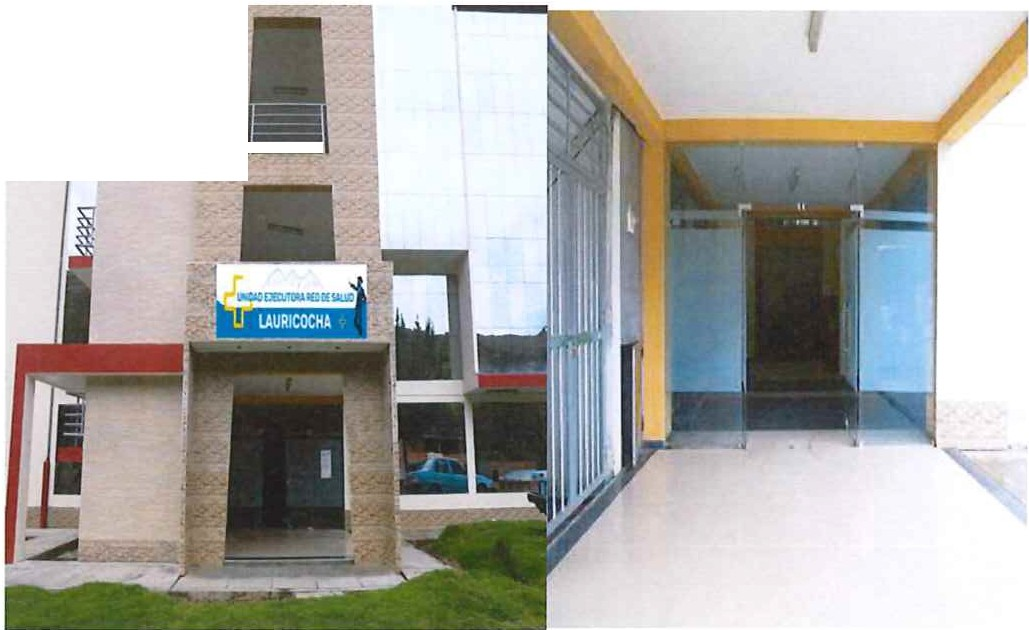 UNIDAD EJECUTORA RED DE SALUD
LAURICOCHA